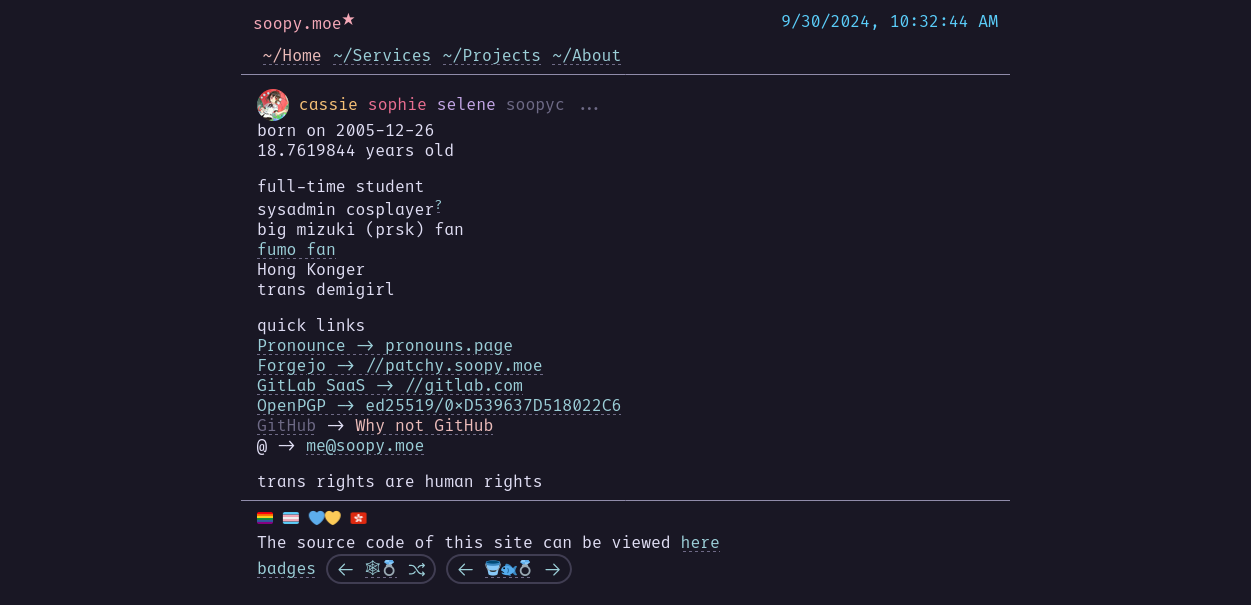 soopy.moe★ 9/30/2024, 10:32:44 AM
~/Home ~/Services ~/Projects ~/About
cassie sophie selene soopyc ...
born on 2005-12-26
18.7619844 years old
full-time student
sysadmin cosplayer?
big mizuki (prsk) fan
fumo fan
Hong Konger
trans demigirl
quick links
Pronounce → pronouns.page
Forgejo → //patchy.soopy.moe
GitLab SaaS → //gitlab.com
OpenPGP → ed25519/0×D539637D518022C6
GitHub → Why not GitHub
@ → me@soopy.moe
trans rights are human rights
🏳️‍🌈 🏳️‍⚧️ 💙💛 🇭🇰
The source code of this site can be viewed here
badges ← 🕸️💍 🔀 ← 🪣🐟💍 →